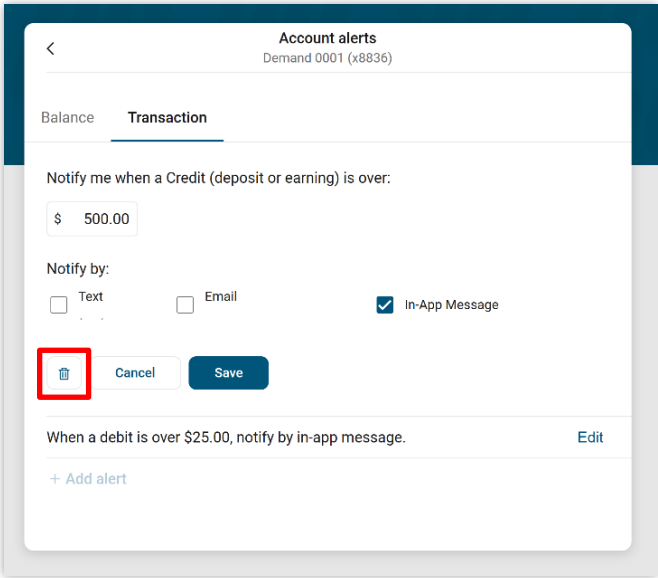 Account alerts
Demand 0001 (x8836)
Balance Transaction
Notify me when a Credit (deposit or earning) is over:
$ 500.00
Notify by:
Text Email In-App Message
Cancel Save
When a debit is over $25.00, notify by in-app message. Edit
+ Add alert